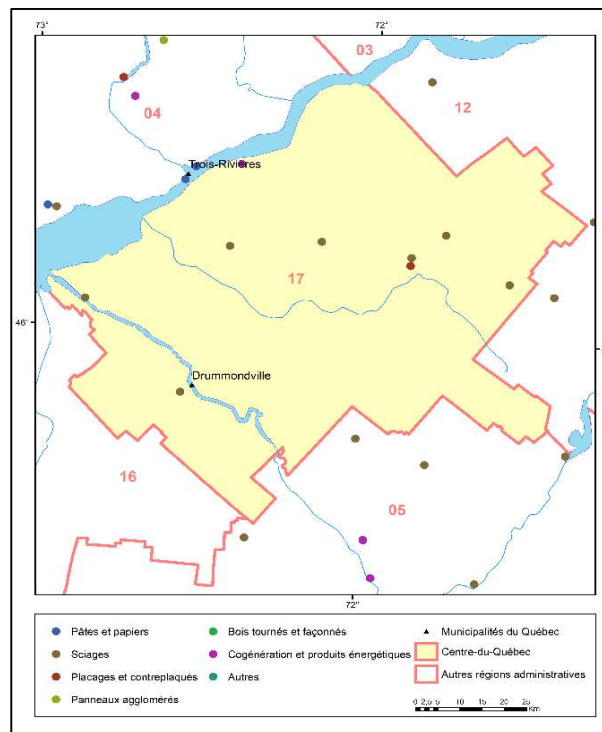 73°
72°
03
12
04
Trois-Rivières
17
46°
Drummondville
16
05
72°
Pâtes et papiers
Sciages
Placages et contreplaqués
Panneaux agglomérés
Bois tournés et façonnés
Cogénération et produits énergétiques
Autres
Municipalités du Québec
Centre-du-Québec
Autres régions administratives
0 2,5 5 10 15 20 25
Km